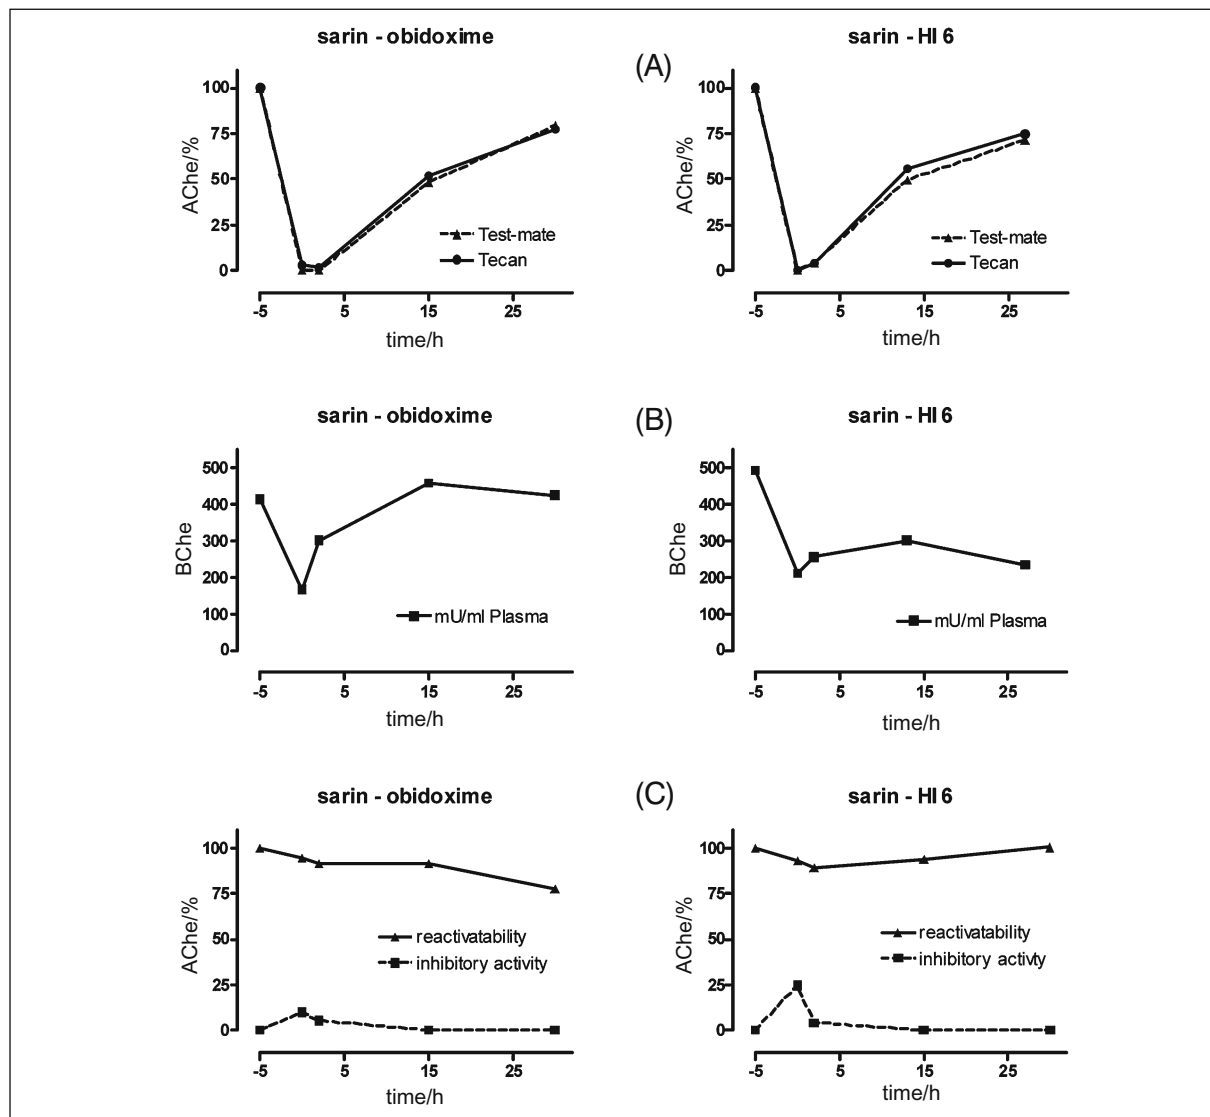 sarin - obidoxime
(A)
sarin - HI 6
100
75
50
25
0
AChe/%
Test-mate
Tecan
-5
5
15
25
time/h
100
75
50
25
0
AChe/%
Test-mate
Tecan
-5
5
15
25
time/h
sarin - obidoxime
(B)
sarin - HI 6
500
400
300
200
100
0
BChe
mU/ml Plasma
-5
5
15
25
time/h
500
400
300
200
100
0
BChe
mU/ml Plasma
-5
5
15
25
time/h
sarin - obidoxime
(C)
sarin - HI 6
100
75
50
25
0
AChe/%
reactivatability
inhibitory activity
-5
5
15
25
time/h
100
75
50
25
0
AChe/%
reactivatability
inhibitory activty
-5
5
15
25
time/h